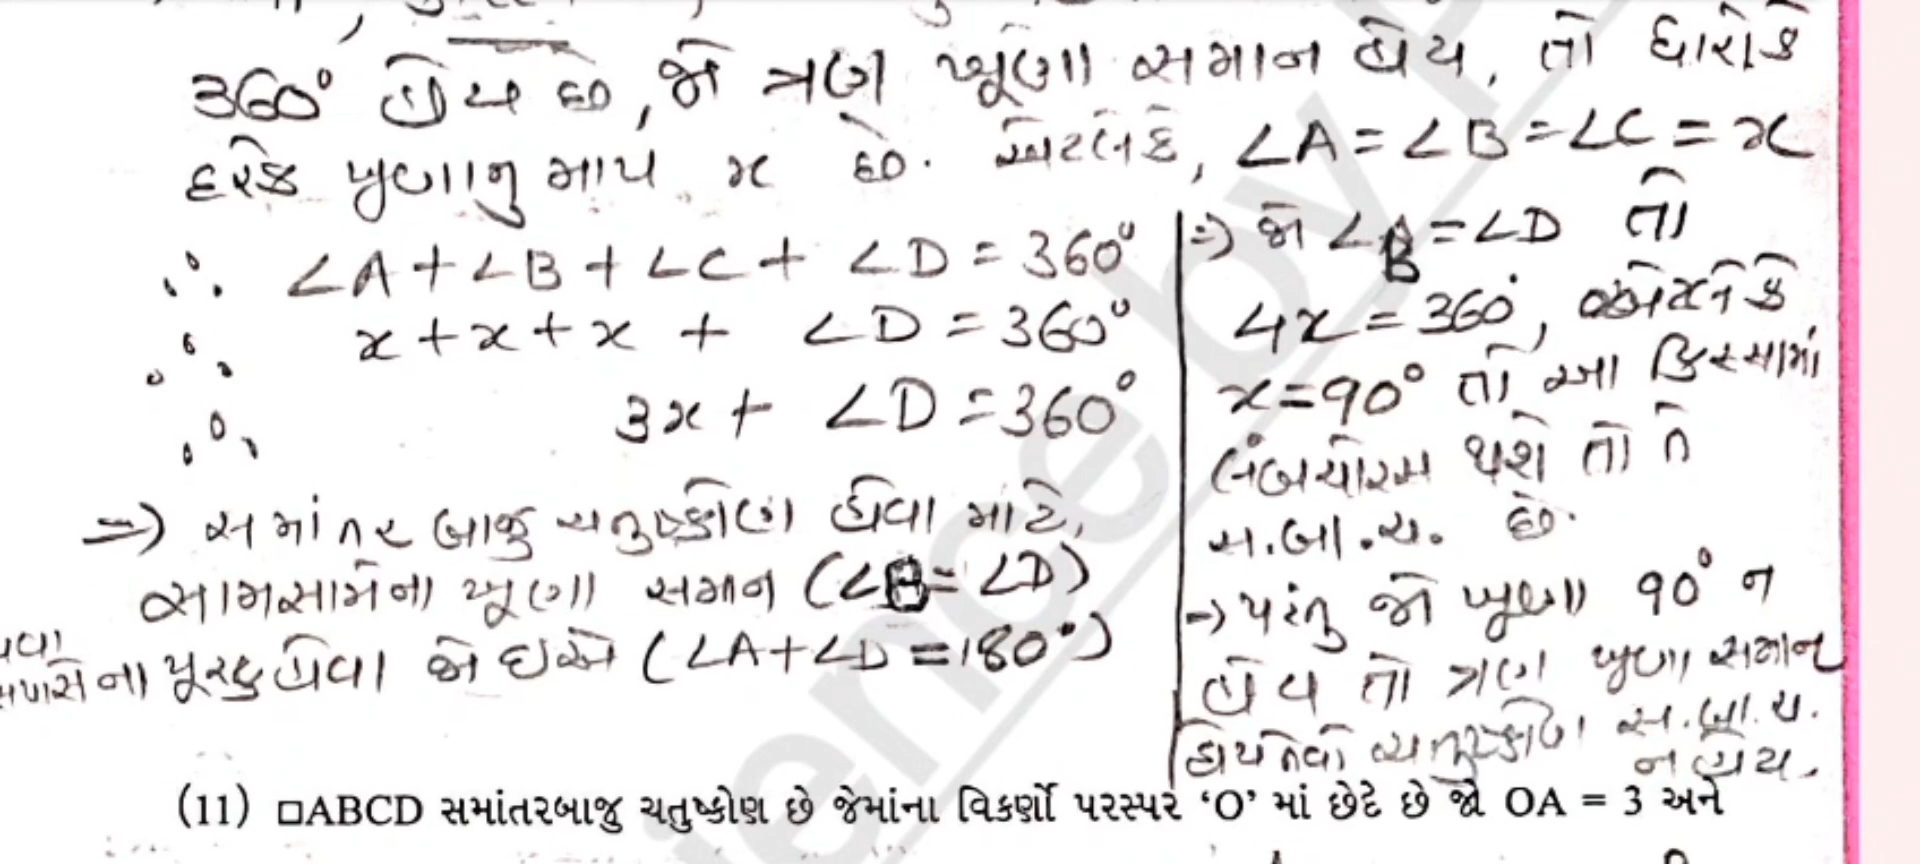 360° હોય છે, જો ત્રણ ખૂણા સમાન હોય, તો ધારોકે
દરેક ખુણાનુ માપ x છે. એટલેકે, ∠A = ∠B = ∠C = x
∴ ∠A + ∠B + ∠C + ∠D = 360°
∴ x + x + x + ∠D = 360°
∴ 3x + ∠D = 360°
⇒ સમાંતર બાજુ ચતુષ્કોણ હોવા માટે,
સામસામેના ખૂણા સમાન (∠B = ∠D)
પાસેના પૂરક હોવા જોઇએ (∠A + ∠D = 180°)
⇒ જો ∠B = ∠D તો
4x = 360°,
x = 90° તો આ કિસ્સામાં
લંબચોરસ થશે તો તે
સ.બા.ચ. છે.
→ પરંતુ જો ખુણા 90° ન
હોય તો ત્રણ ખુણા સમાન
હોય તેવો ચતુષ્કોણ સ.બા.ચ.
ન હોય.
(11) □ABCD સમાંતરબાજુ ચતુષ્કોણ છે જેમાંના વિકર્ણો પરસ્પર ‘O’ માં છેદે છે જો OA = 3 અને